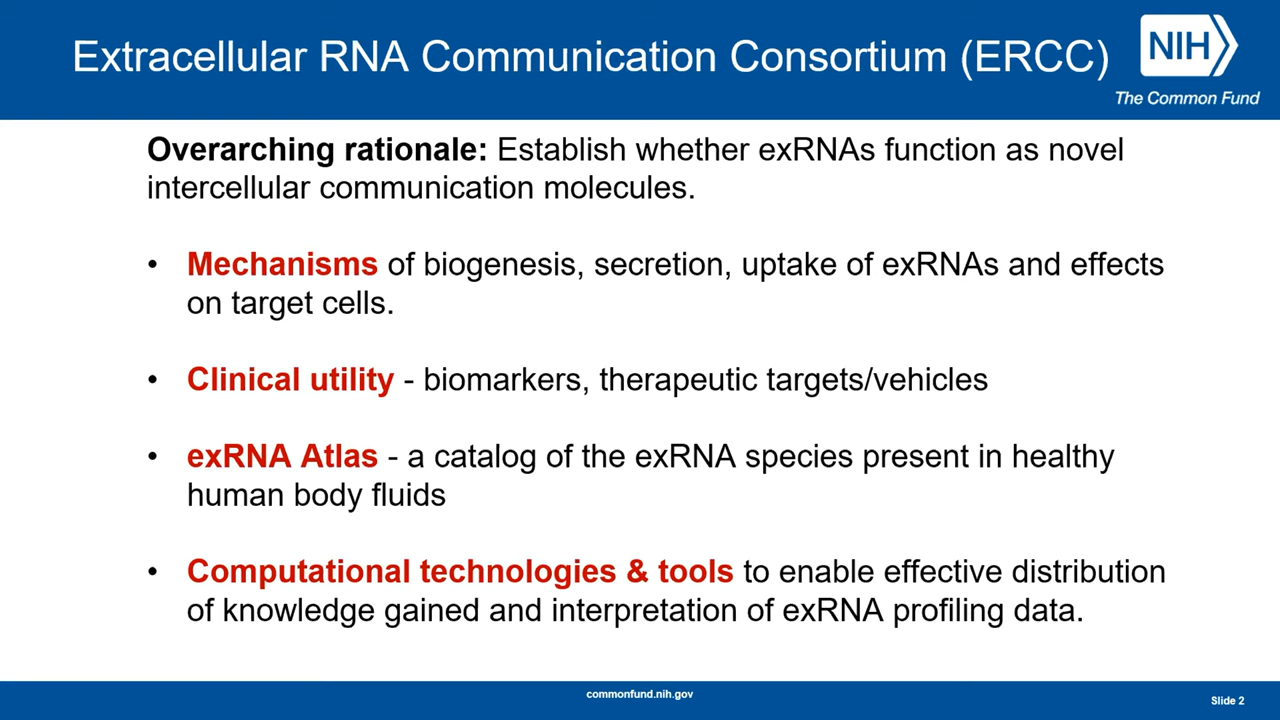 Extracellular RNA Communication Consortium (ERCC)
NIH
The Common Fund
Overarching rationale: Establish whether exRNAs function as novel
intercellular communication molecules.
• Mechanisms of biogenesis, secretion, uptake of exRNAs and effects
on target cells.
• Clinical utility - biomarkers, therapeutic targets/vehicles
• exRNA Atlas - a catalog of the exRNA species present in healthy
human body fluids
• Computational technologies & tools to enable effective distribution
of knowledge gained and interpretation of exRNA profiling data.
commonfund.nih.gov
Slide 2